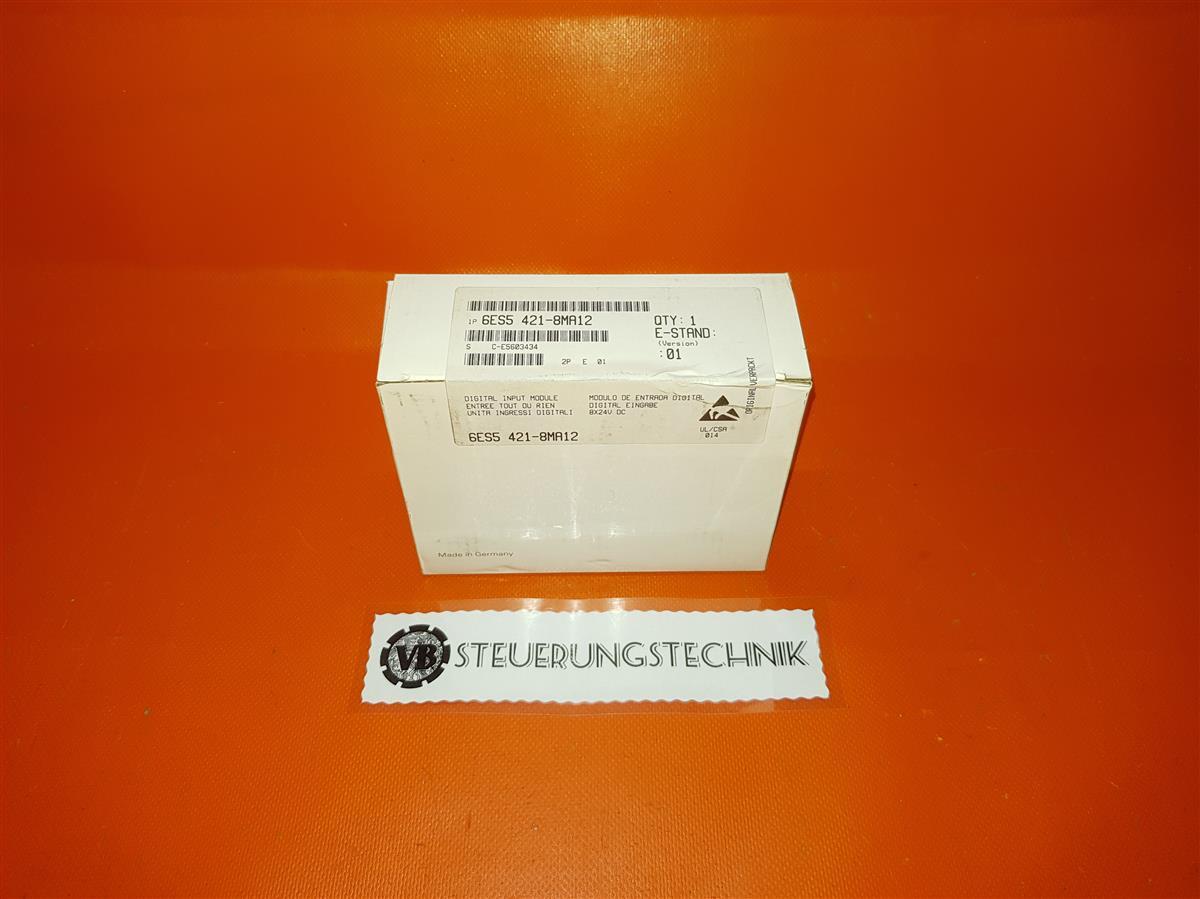 1P 6ES5 421-8MA12
QTY: 1
E-STAND:
(Version)
:01
S C-E5603434
2P E 01
ORIGINALVERPACKT
DIGITAL INPUT MODULE
ENTREE TOUT OU RIEN
UNITA INGRESSI DIGITALI
MODULO DE ENTRADA DIGITAL
DIGITAL EINGABE
8X24V DC
UL/CSA
014
6ES5 421-8MA12
Made in Germany
VB STEUERUNGSTECHNIK